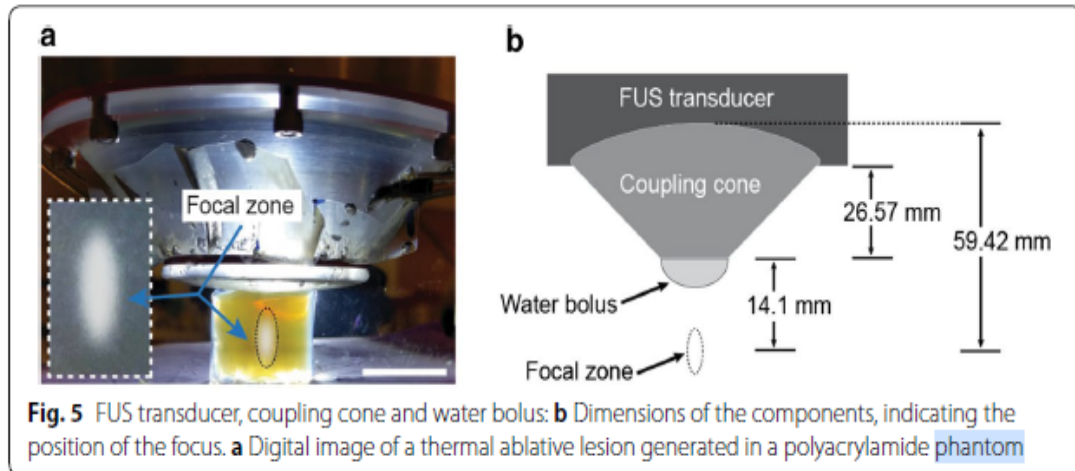 a
Focal zone
b
FUS transducer
Coupling cone
26.57 mm
59.42 mm
Water bolus
14.1 mm
Focal zone
Fig. 5 FUS transducer, coupling cone and water bolus: b Dimensions of the components, indicating the
position of the focus. a Digital image of a thermal ablative lesion generated in a polyacrylamide phantom